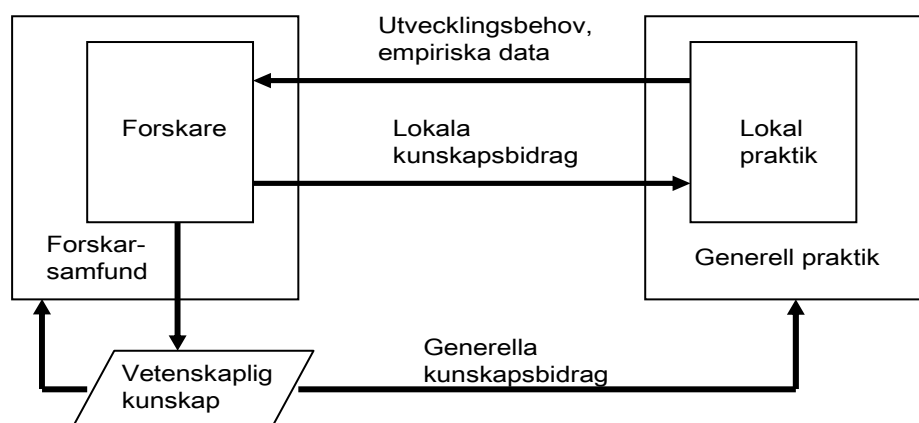 Utvecklingsbehov,
empiriska data
Forskare
Lokala
kunskapsbidrag
Lokal
praktik
Forskar-
samfund
Generell praktik
Vetenskaplig
kunskap
Generella
kunskapsbidrag